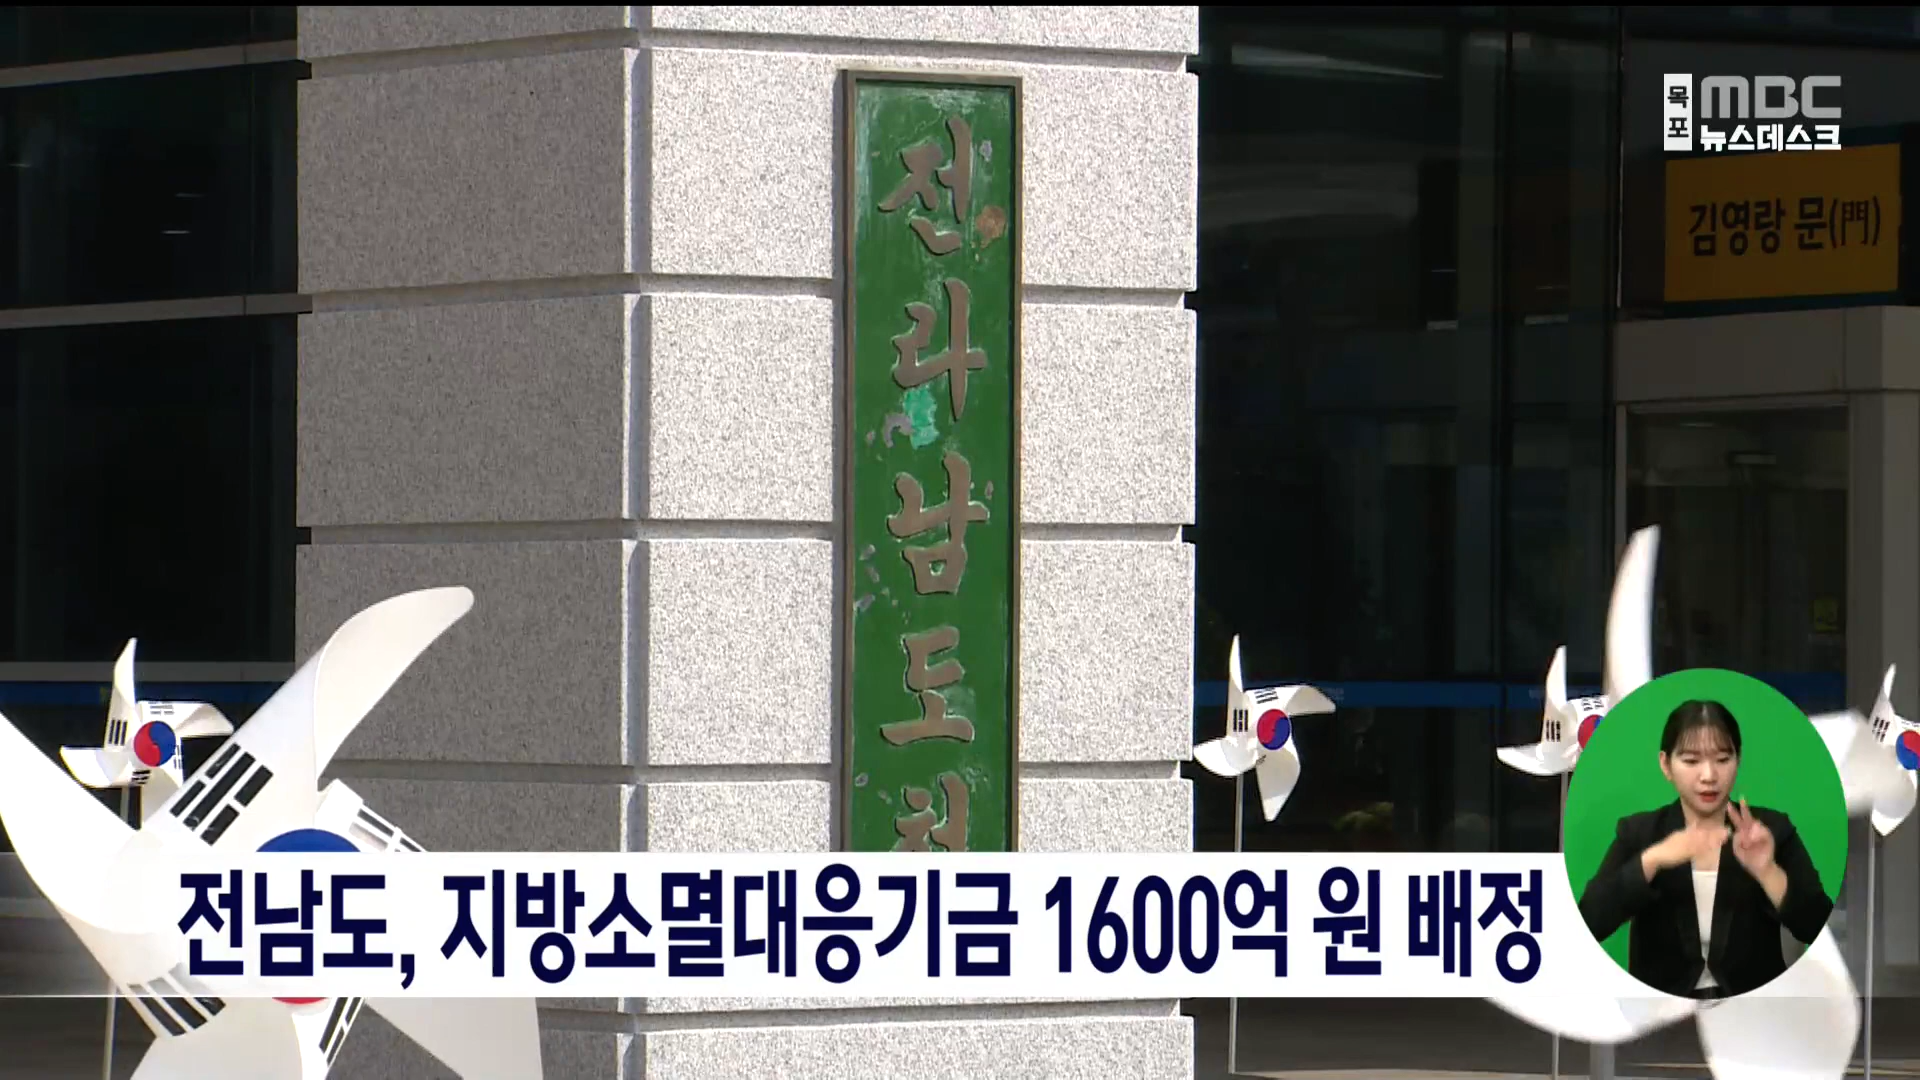 목포 MBC
뉴스데스크
김영랑 문(門)
전라남도청
전남도, 지방소멸대응기금 1600억 원 배정